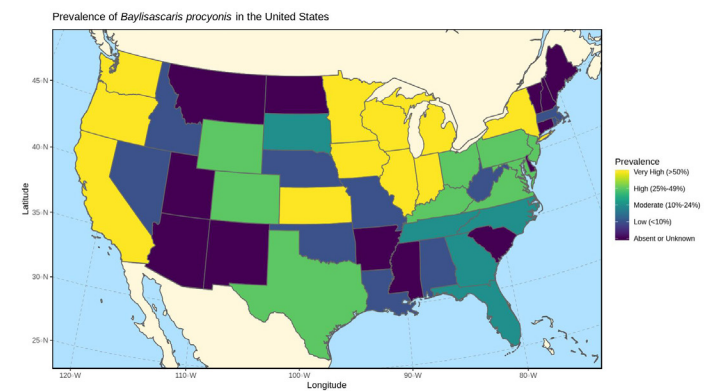 Prevalence of Baylisascaris procyonis in the United States
45°N
40°N
35°N
30°N
25°N
Latitude
120°W
110°W
100°W
90°W
80°W
Longitude
Prevalence
Very High (>50%)
High (25%-49%)
Moderate (10%-24%)
Low (<10%)
Absent or Unknown